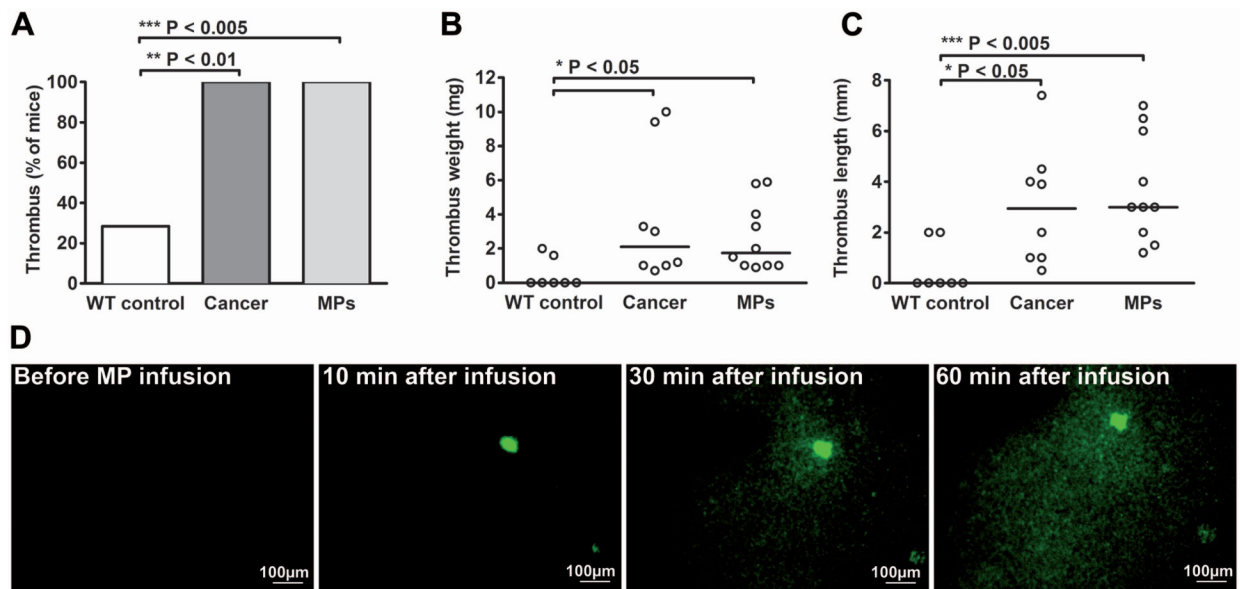 A
*** P < 0.005
** P < 0.01
Thrombus (% of mice)
100
80
60
40
20
0
WT control Cancer MPs
B
* P < 0.05
Thrombus weight (mg)
12
10
8
6
4
2
0
WT control Cancer MPs
C
*** P < 0.005
* P < 0.05
Thrombus length (mm)
8
6
4
2
0
WT control Cancer MPs
D
Before MP infusion
100µm
10 min after infusion
100µm
30 min after infusion
100µm
60 min after infusion
100µm